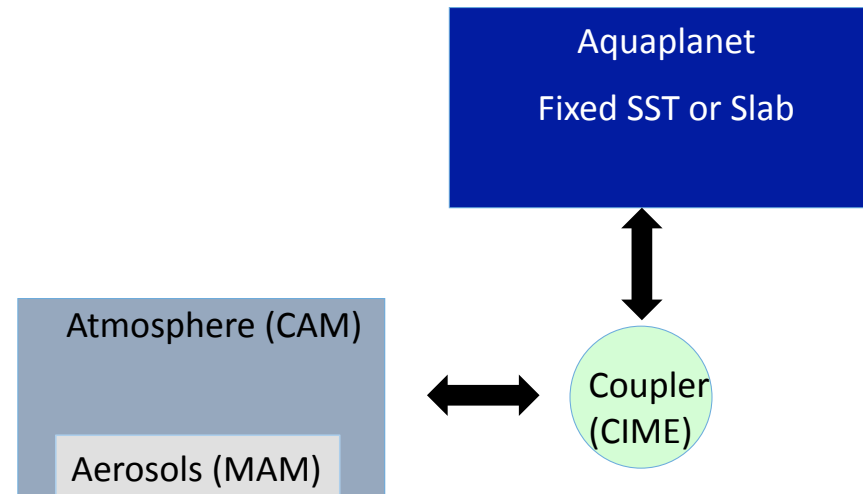 Aquaplanet
Fixed SST or Slab
Atmosphere (CAM)
Coupler
(CIME)
Aerosols (MAM)